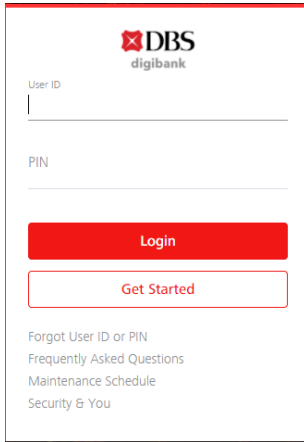 DBS
digibank
User ID
PIN
Login
Get Started
Forgot User ID or PIN
Frequently Asked Questions
Maintenance Schedule
Security & You